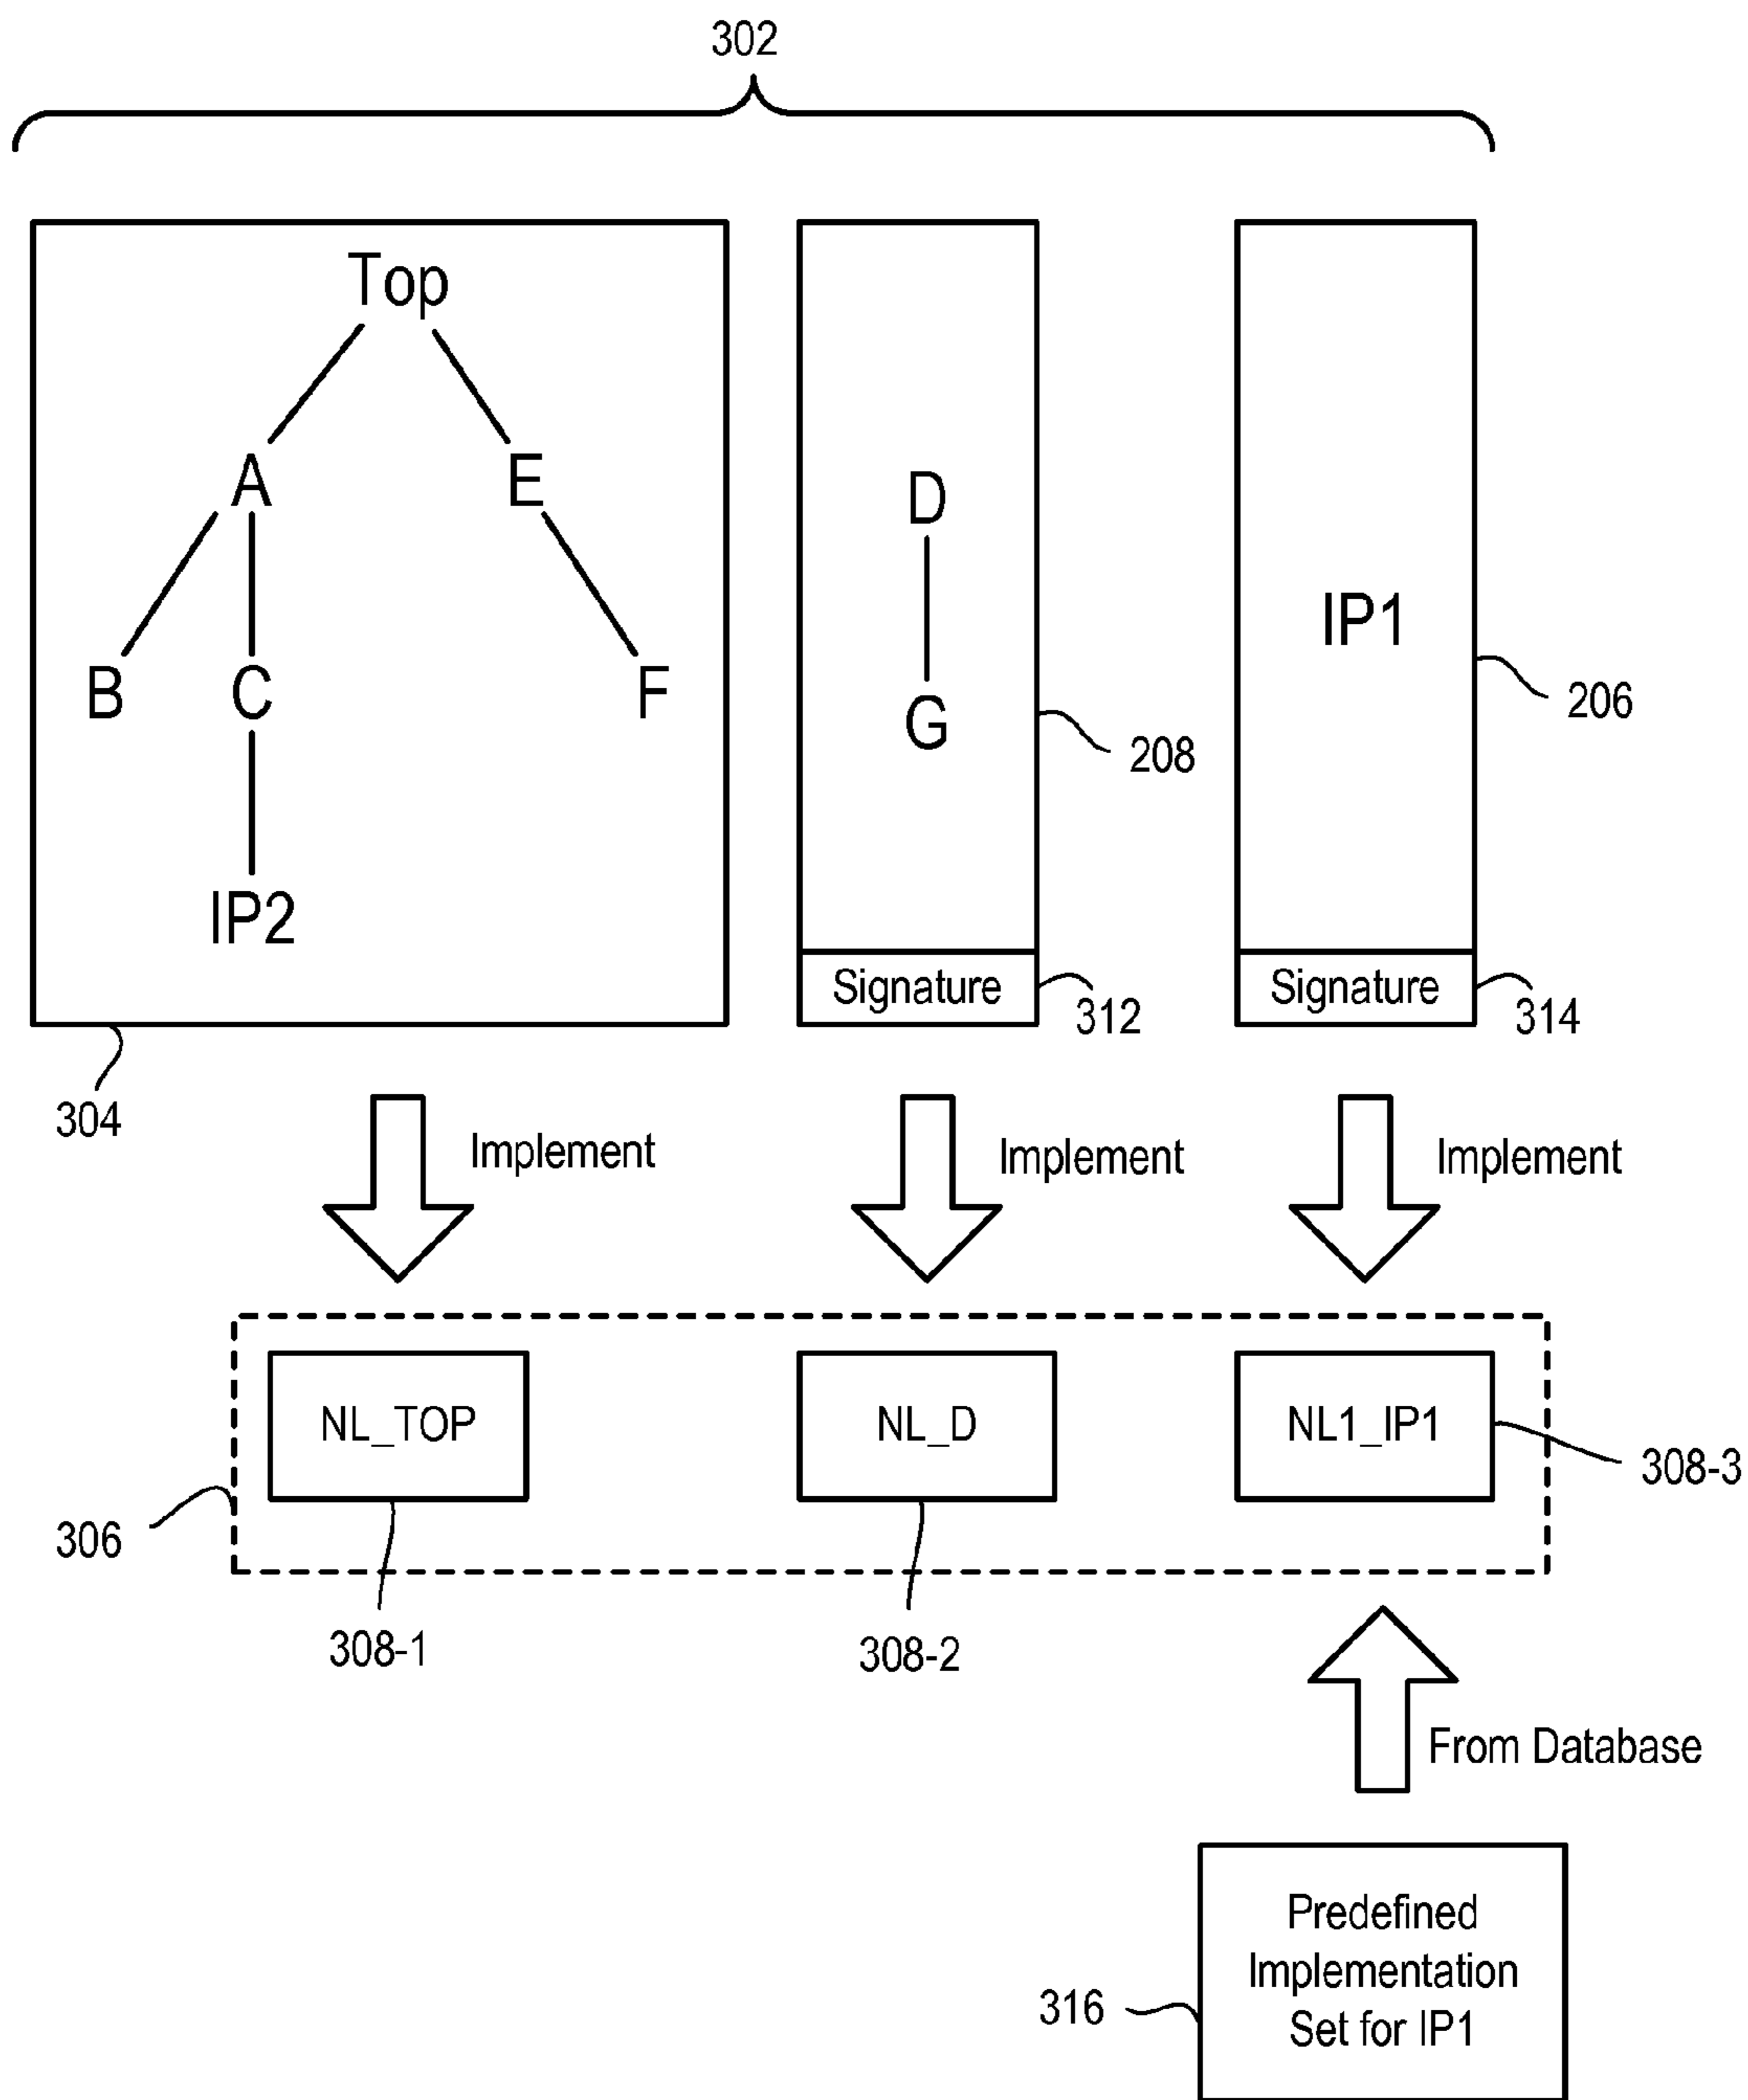 302
Top
A
E
B
C
F
IP2
D
G
IP1
206
208
Signature
312
Signature
314
304
Implement
Implement
Implement
NL_TOP
NL_D
NL1_IP1
308-3
306
308-1
308-2
From Database
Predefined
Implementation
Set for IP1
316